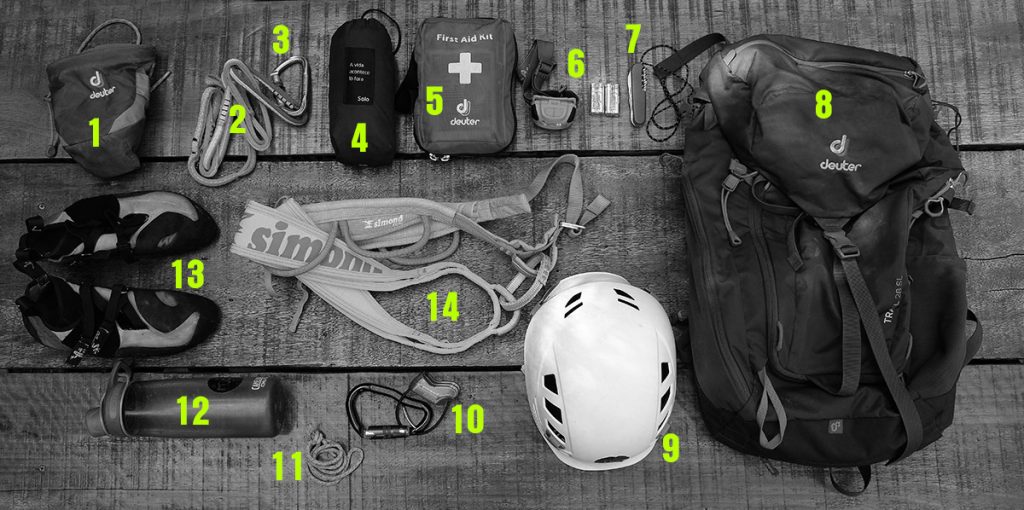 deuter
1
2
3
A vida
acontece
lá fora
Solo
4
First Aid Kit
5
deuter
6
7
8
deuter
TRAIL 28 SL
13
simond
simond
14
12
10
11
9